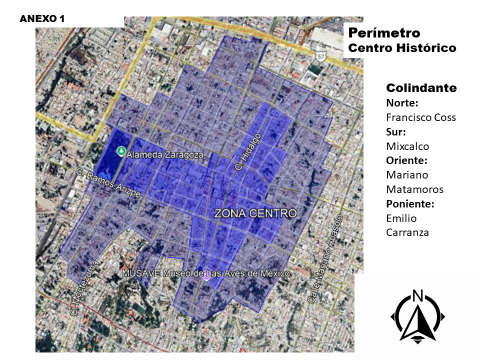 ANEXO 1
Perímetro
Centro Histórico
Colindante
Norte:
Francisco Coss
Sur:
Mixcalco
Oriente:
Mariano
Matamoros
Poniente:
Emilio
Carranza
Alameda Zaragoza
C. Hidalgo
C. Ramos Arizpe
ZONA CENTRO
MUSAVE Museo de Las Aves de México
N